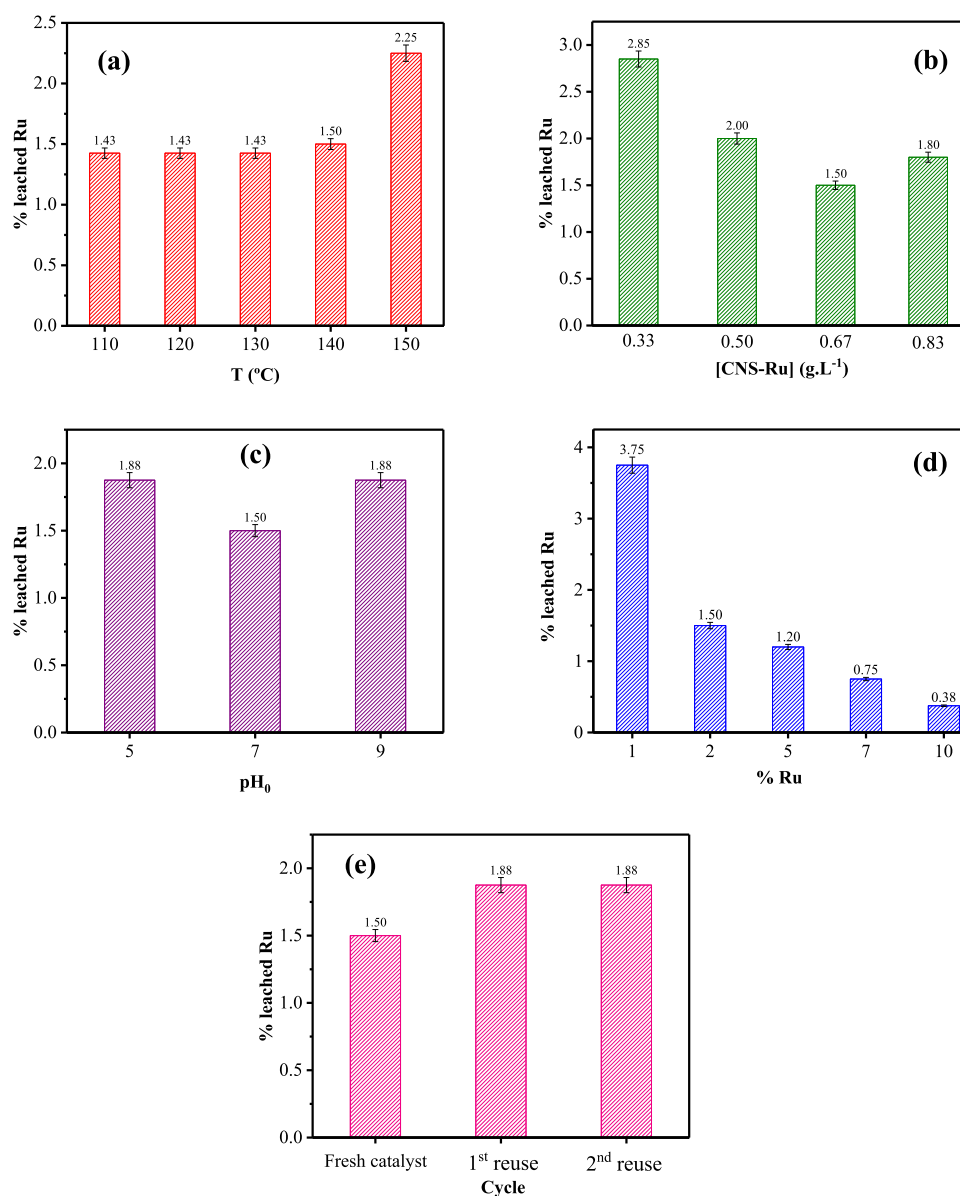 (a)
% leached Ru
2.5
2.0
1.5
1.0
0.5
0.0
1.43
1.43
1.43
1.50
2.25
110 120 130 140 150
T (ºC)
(b)
% leached Ru
3.0
2.5
2.0
1.5
1.0
0.5
0.0
2.85
2.00
1.50
1.80
0.33 0.50 0.67 0.83
[CNS-Ru] (g.L⁻¹)
(c)
% leached Ru
2.0
1.5
1.0
0.5
0.0
1.88
1.50
1.88
5 7 9
pH₀
(d)
% leached Ru
4
3
2
1
0
3.75
1.50
1.20
0.75
0.38
1 2 5 7 10
% Ru
(e)
% leached Ru
2.0
1.5
1.0
0.5
0.0
1.50
1.88
1.88
Fresh catalyst 1ˢᵗ reuse 2ⁿᵈ reuse
Cycle